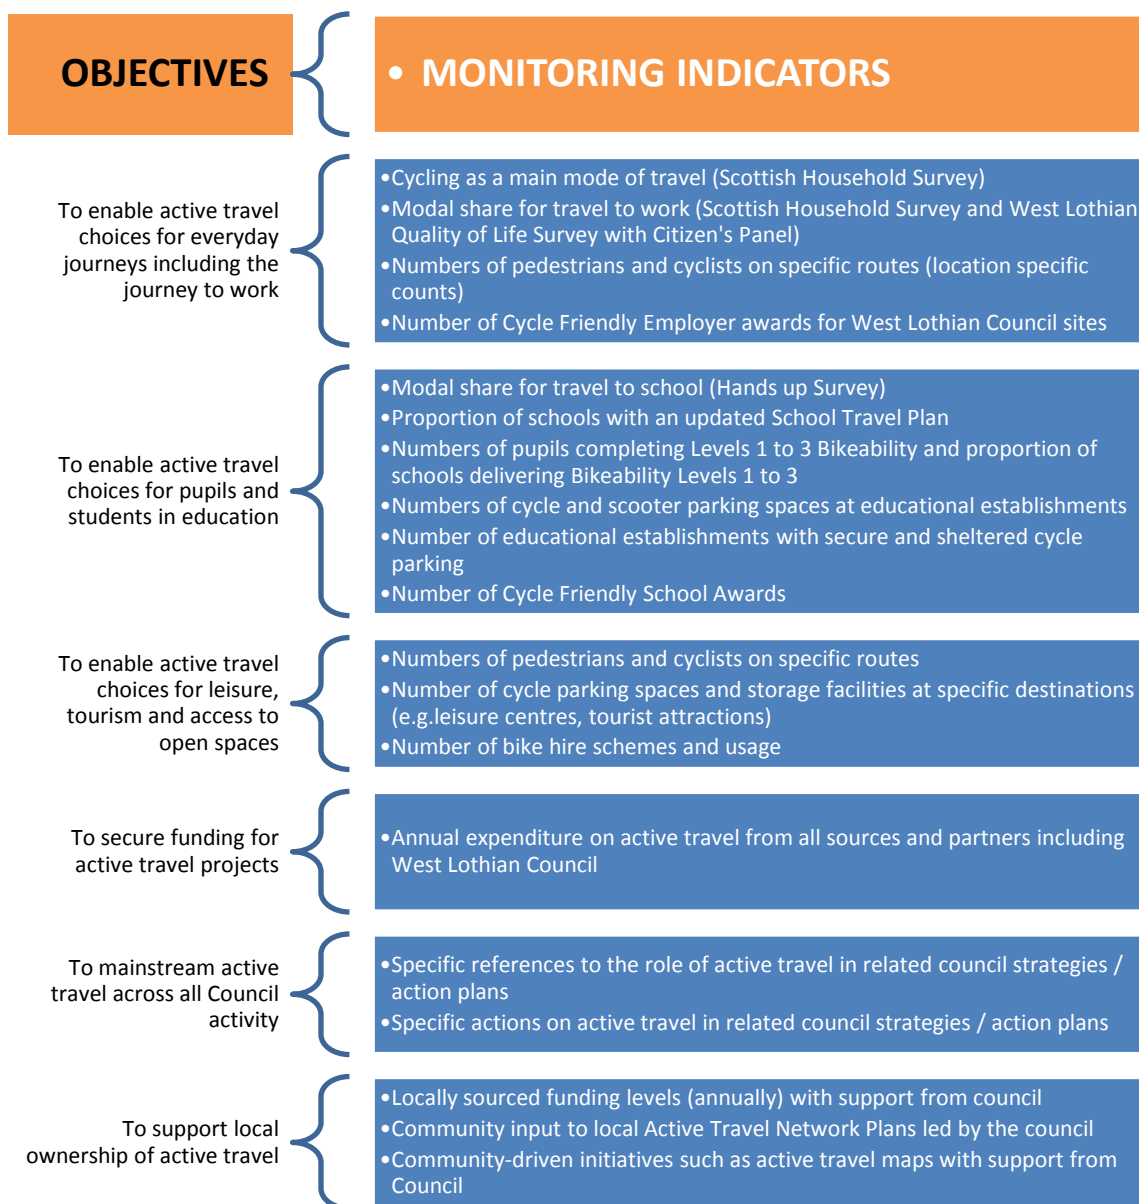 OBJECTIVES
• MONITORING INDICATORS
To enable active travel
choices for everyday
journeys including the
journey to work
•Cycling as a main mode of travel (Scottish Household Survey)
•Modal share for travel to work (Scottish Household Survey and West Lothian
Quality of Life Survey with Citizen's Panel)
•Numbers of pedestrians and cyclists on specific routes (location specific
counts)
•Number of Cycle Friendly Employer awards for West Lothian Council sites
To enable active travel
choices for pupils and
students in education
•Modal share for travel to school (Hands up Survey)
•Proportion of schools with an updated School Travel Plan
•Numbers of pupils completing Levels 1 to 3 Bikeability and proportion of
schools delivering Bikeability Levels 1 to 3
•Numbers of cycle and scooter parking spaces at educational establishments
•Number of educational establishments with secure and sheltered cycle
parking
•Number of Cycle Friendly School Awards
To enable active travel
choices for leisure,
tourism and access to
open spaces
•Numbers of pedestrians and cyclists on specific routes
•Number of cycle parking spaces and storage facilities at specific destinations
(e.g.leisure centres, tourist attractions)
•Number of bike hire schemes and usage
To secure funding for
active travel projects
•Annual expenditure on active travel from all sources and partners including
West Lothian Council
To mainstream active
travel across all Council
activity
•Specific references to the role of active travel in related council strategies /
action plans
•Specific actions on active travel in related council strategies / action plans
To support local
ownership of active travel
•Locally sourced funding levels (annually) with support from council
•Community input to local Active Travel Network Plans led by the council
•Community-driven initiatives such as active travel maps with support from
Council